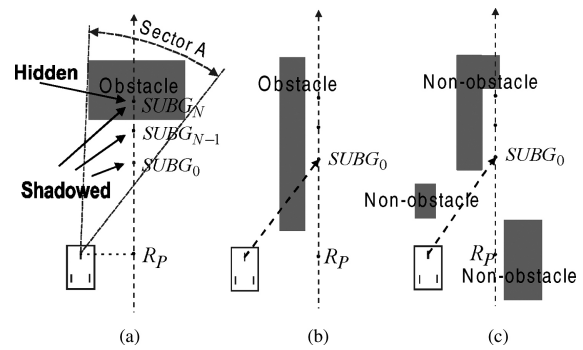 Sector A
Hidden
Obstacle
SUBG_N
SUBG_{N-1}
Shadowed
SUBG_0
R_P
(a)
Obstacle
SUBG_0
R_P
(b)
Non-obstacle
SUBG_0
Non-obstacle
R_P
Non-obstacle
(c)